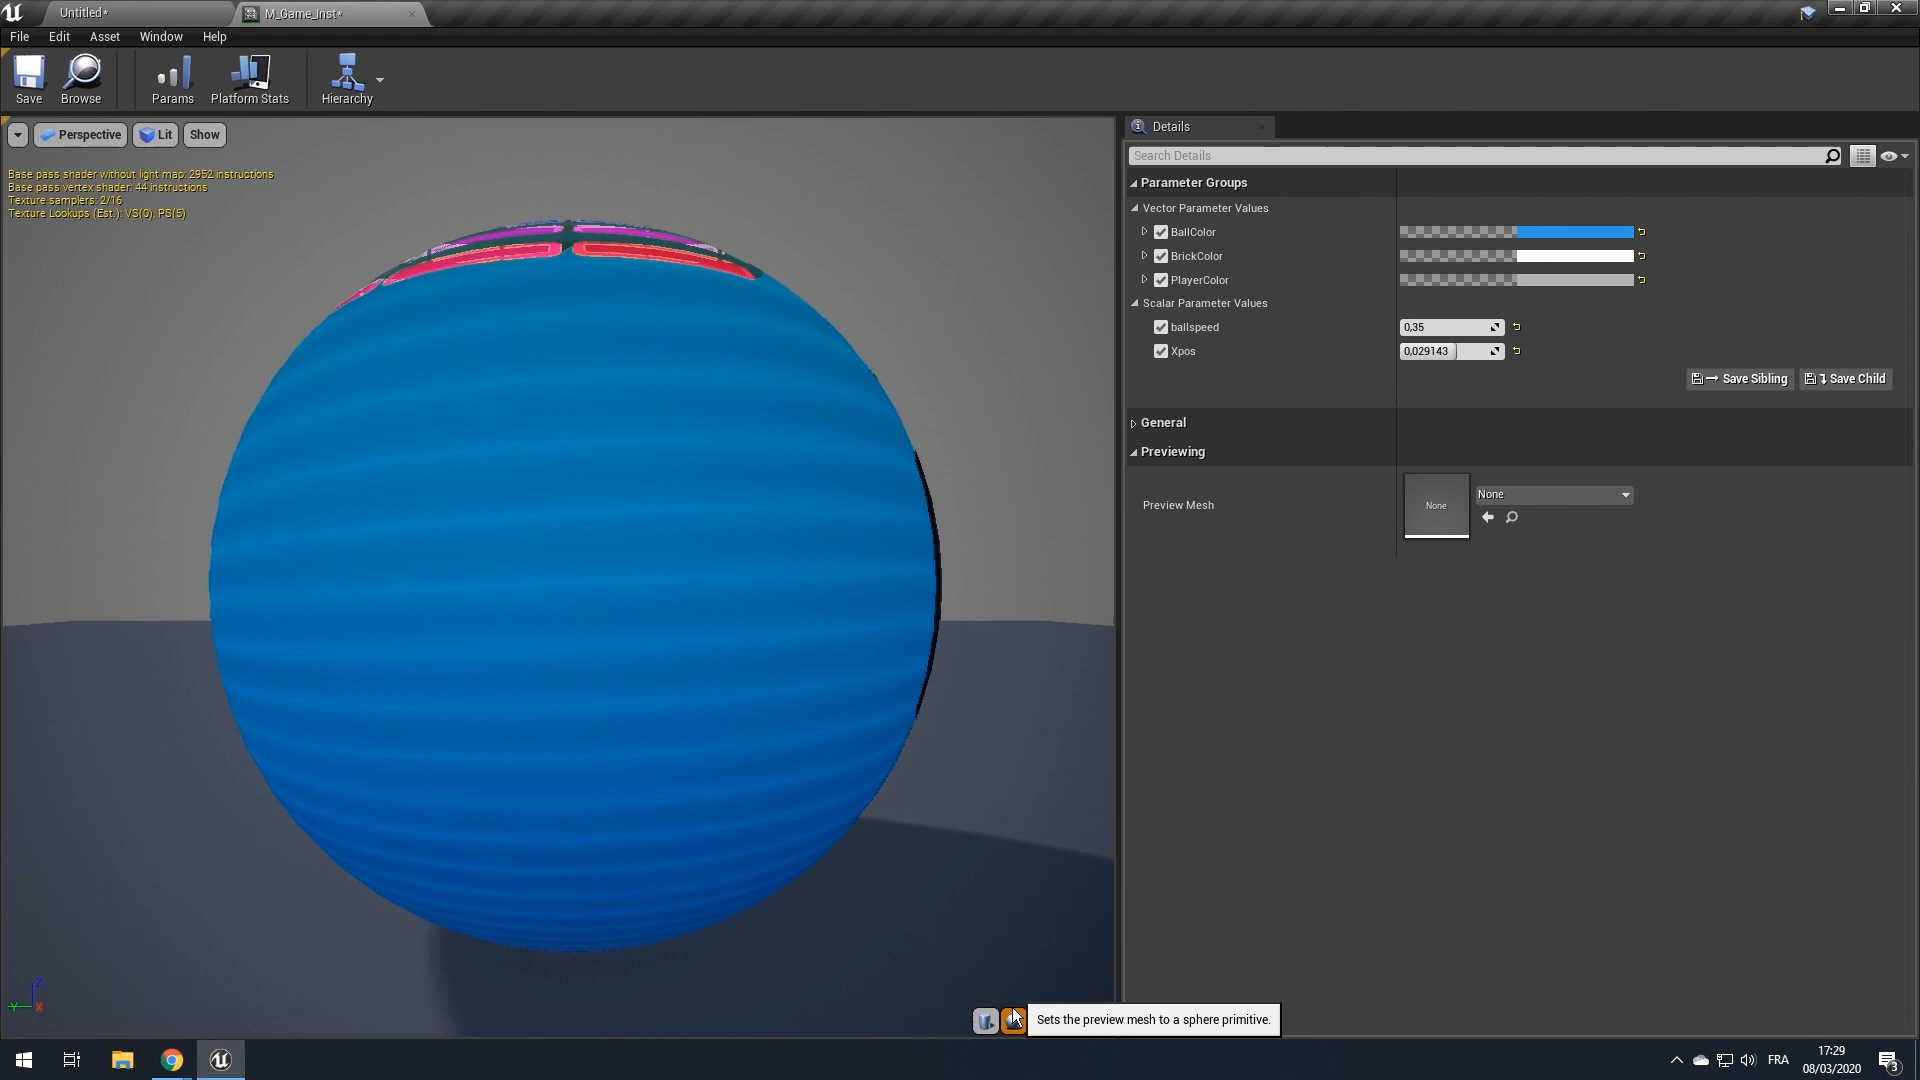 Untitled*
M_Game_Inst*
File Edit Asset Window Help
Save Browse Params Platform Stats Hierarchy
Perspective Lit Show
Base pass shader without light map: 2952 instructions
Base pass vertex shader: 44 instructions
Texture samplers: 2/16
Texture Lookups (Est.): VS(0), PS(5)
Details
Search Details
Parameter Groups
Vector Parameter Values
BallColor
BrickColor
PlayerColor
Scalar Parameter Values
ballspeed 0,35
Xpos 0,029143
Save Sibling Save Child
General
Previewing
Preview Mesh None None
Z
Y X
Sets the preview mesh to a sphere primitive.
FRA
17:29
08/03/2020
3